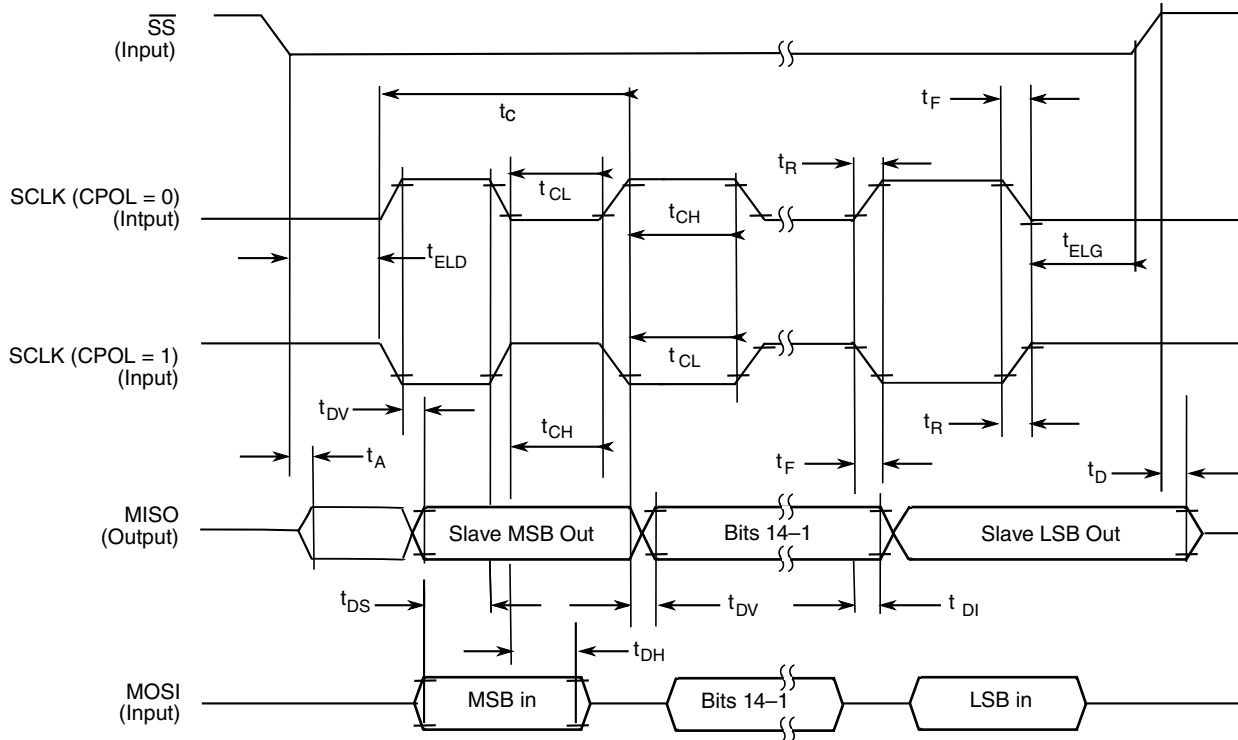 SS
(Input)
tF
tC
tR
SCLK (CPOL = 0)
(Intput)
tCL
tCH
tELD
tELG
SCLK (CPOL = 1)
(Input)
tCL
tDV
tCH
tR
tA
tF
tD
MISO
(Output)
Slave MSB Out
Bits 14–1
Slave LSB Out
tDS
tDV
tDI
tDH
MOSI
(Input)
MSB in
Bits 14–1
LSB in